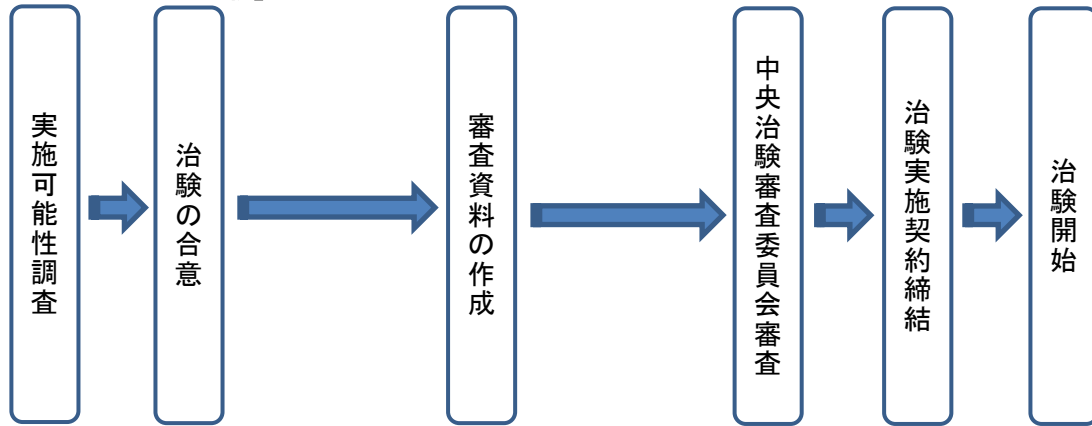 実施可能性調査
治験の合意
審査資料の作成
中央治験審査委員会審査
治験実施契約締結
治験開始